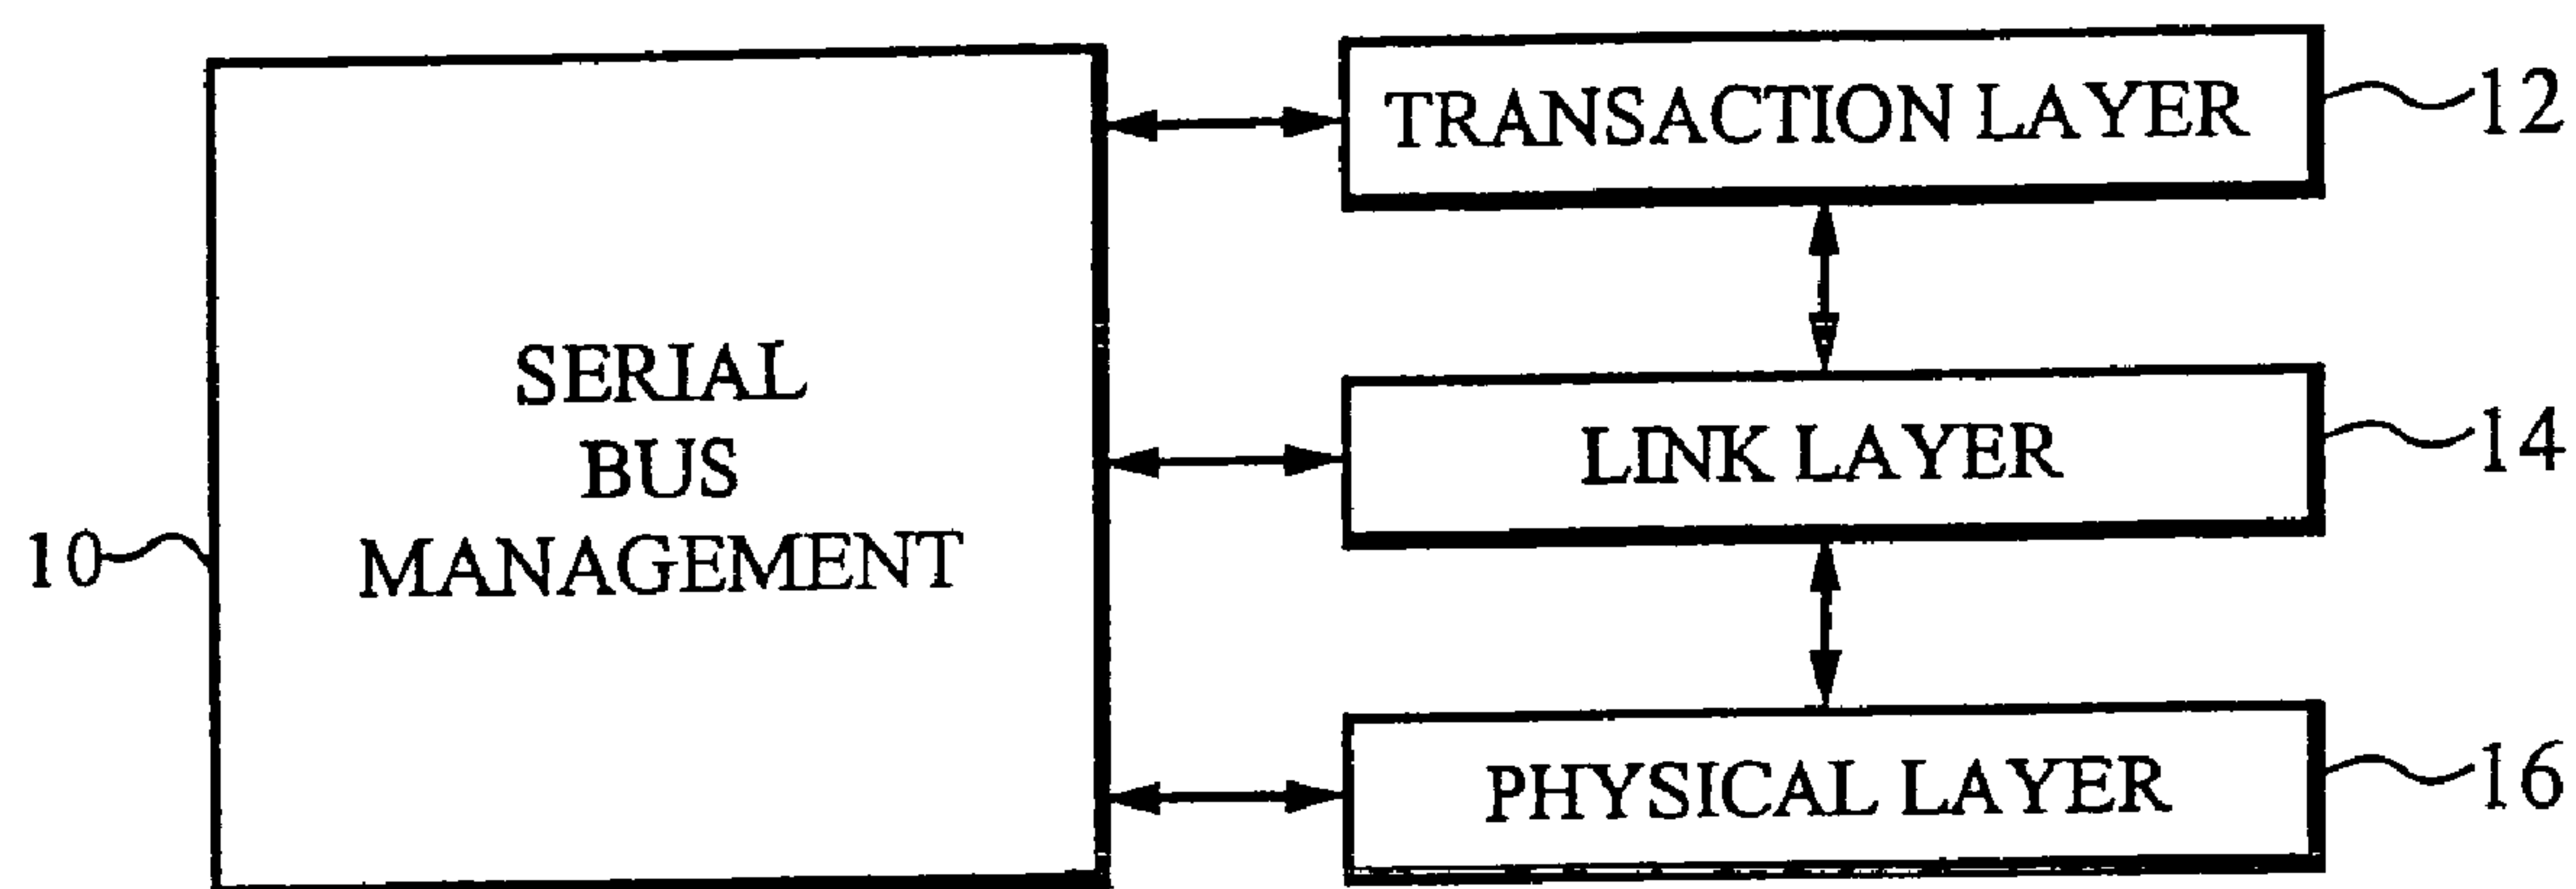 TRANSACTION LAYER
12
SERIAL
BUS
MANAGEMENT
10
LINK LAYER
14
PHYSICAL LAYER
16